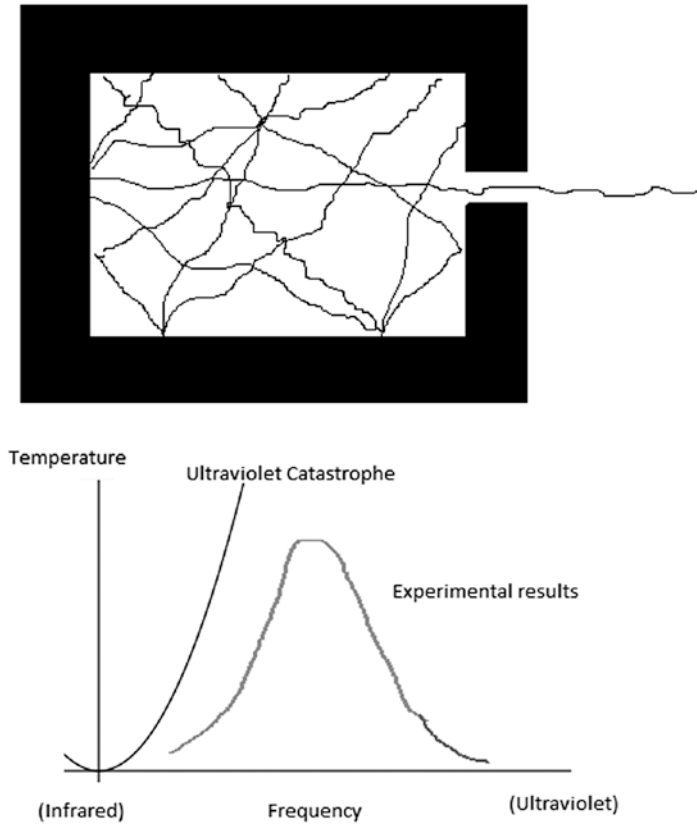 Temperature
Ultraviolet Catastrophe
Experimental results
(Infrared)
Frequency
(Ultraviolet)